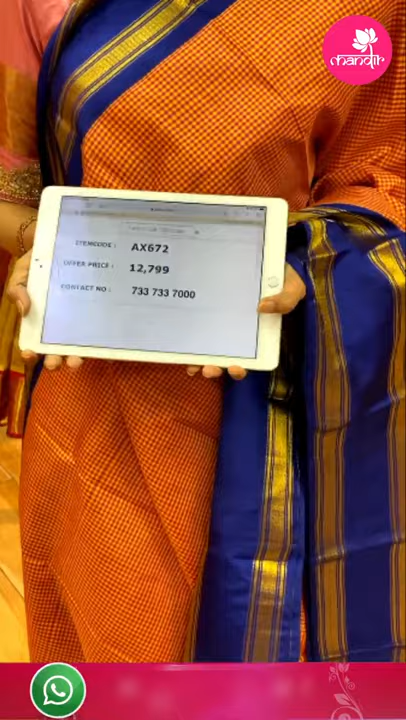 mandir
ITEMCODE : AX672
OFFER PRICE : 12,799
CONTACT NO : 733 733 7000